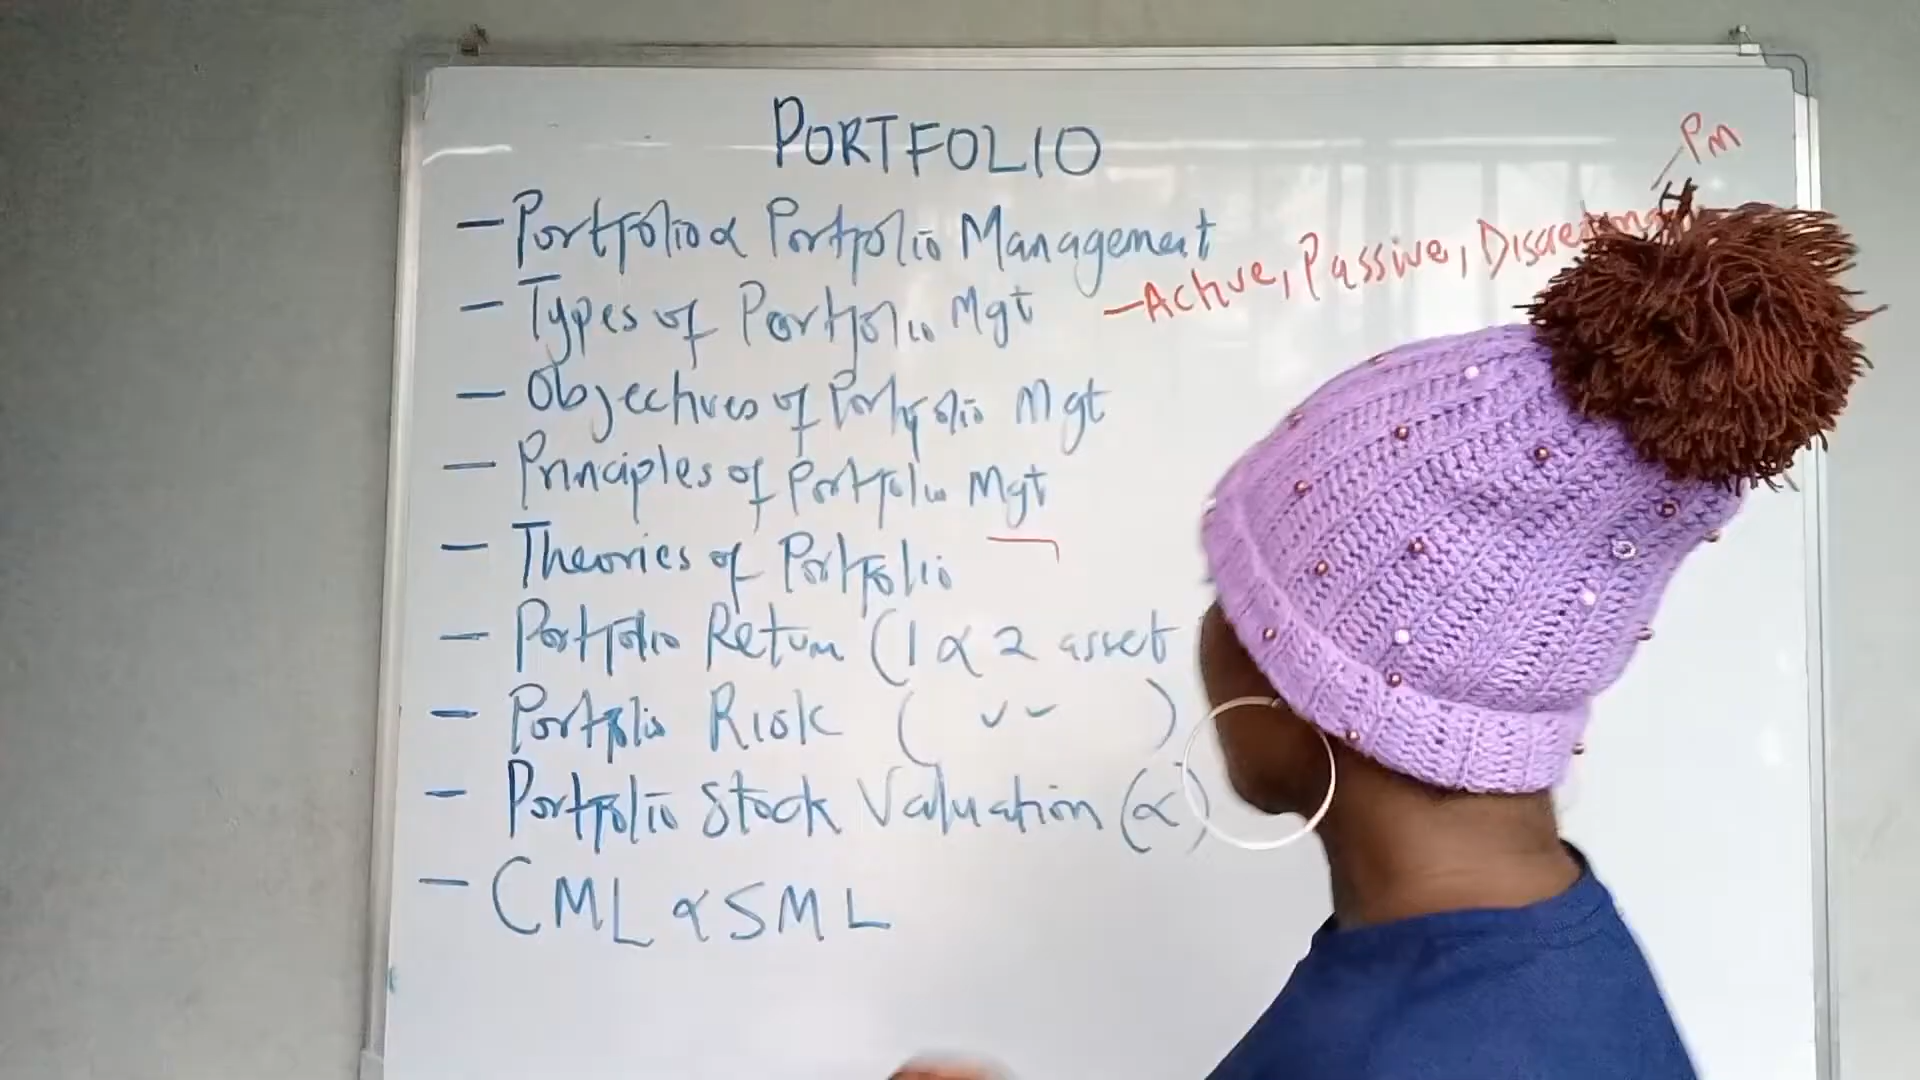 PORTFOLIO
PM
- Portfolio & Portfolio Management
- Types of Portfolio Mgt
- Active, Passive,
- Objectives of Portfolio Mgt
- Principles of Portfolio Mgt
- Theories of Portfolio
- Portfolio Return (1 & 2 asset
- Portfolio Risk ( )
- Portfolio Stock Valuation (α)
- CML & SML